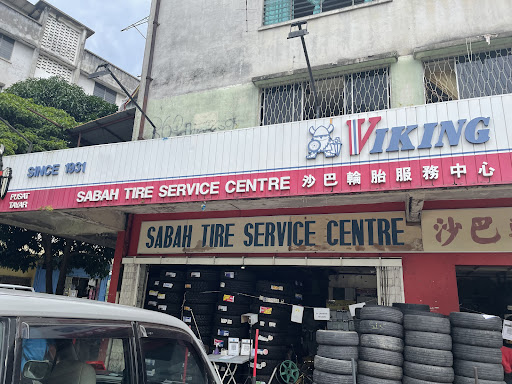 SINCE 1931
VIKING
PUSAT
TAYAR
SABAH TIRE SERVICE CENTRE 沙巴輪胎服務中心
SABAH TIRE SERVICE CENTRE
沙巴